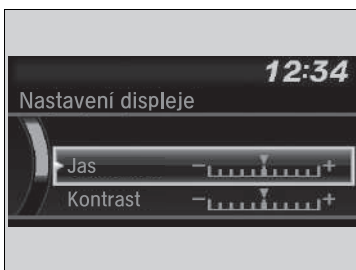 12:34
Nastavení displeje
Jas − +
Kontrast − +